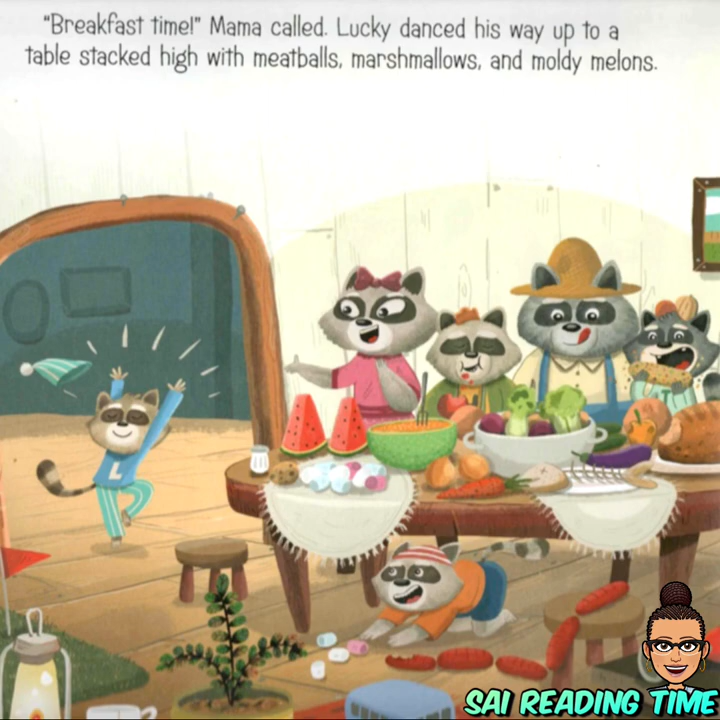 “Breakfast time!” Mama called. Lucky danced his way up to a
table stacked high with meatballs, marshmallows, and moldy melons.
L
SAI READING TIME